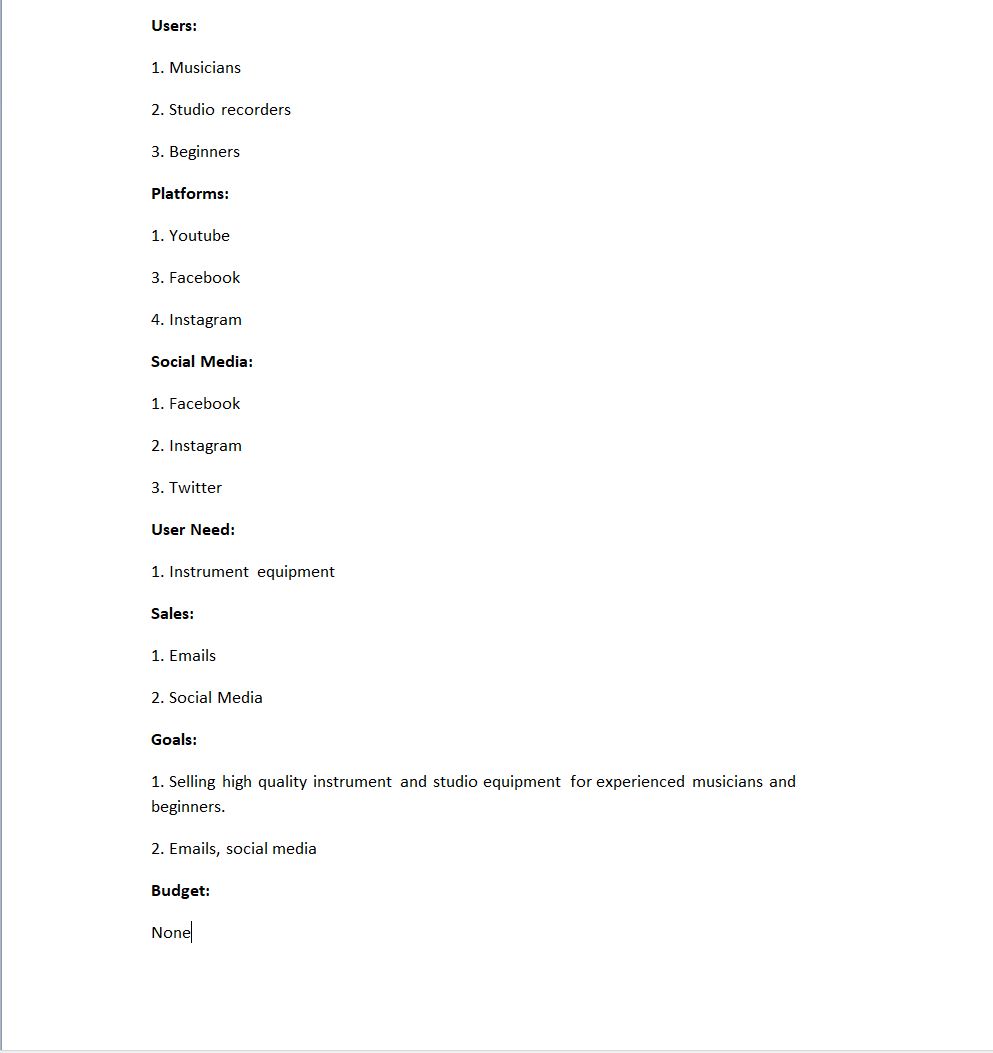 Users:
1. Musicians
2. Studio recorders
3. Beginners
Platforms:
1. Youtube
3. Facebook
4. Instagram
Social Media:
1. Facebook
2. Instagram
3. Twitter
User Need:
1. Instrument equipment
Sales:
1. Emails
2. Social Media
Goals:
1. Selling high quality instrument and studio equipment for experienced musicians and
beginners.
2. Emails, social media
Budget:
None